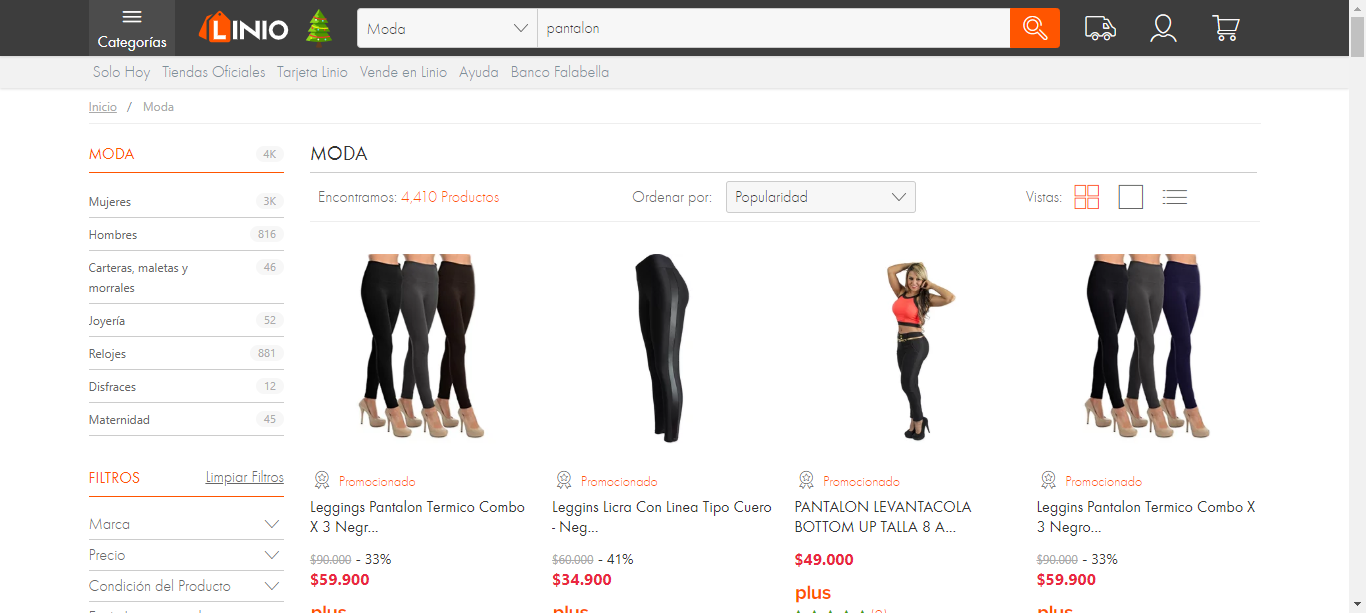 Categorías
LINIO
Moda
pantalon
Solo Hoy Tiendas Oficiales Tarjeta Linio Vende en Linio Ayuda Banco Falabella
Inicio / Moda
MODA 4K
Mujeres 3K
Hombres 816
Carteras, maletas y
morrales 46
Joyería 52
Relojes 881
Disfraces 12
Maternidad 45
FILTROS Limpiar Filtros
Marca
Precio
Condición del Producto
MODA
Encontramos: 4,410 Productos
Ordenar por: Popularidad
Vistas:
Promocionado
Leggings Pantalon Termico Combo
X 3 Negr...
$90.000 - 33%
$59.900
plus
Promocionado
Leggins Licra Con Linea Tipo Cuero
- Neg...
$60.000 - 41%
$34.900
plus
Promocionado
PANTALON LEVANTACOLA
BOTTOM UP TALLA 8 A...
$49.000
plus
Promocionado
Leggins Pantalon Termico Combo X
3 Negro...
$90.000 - 33%
$59.900
plus